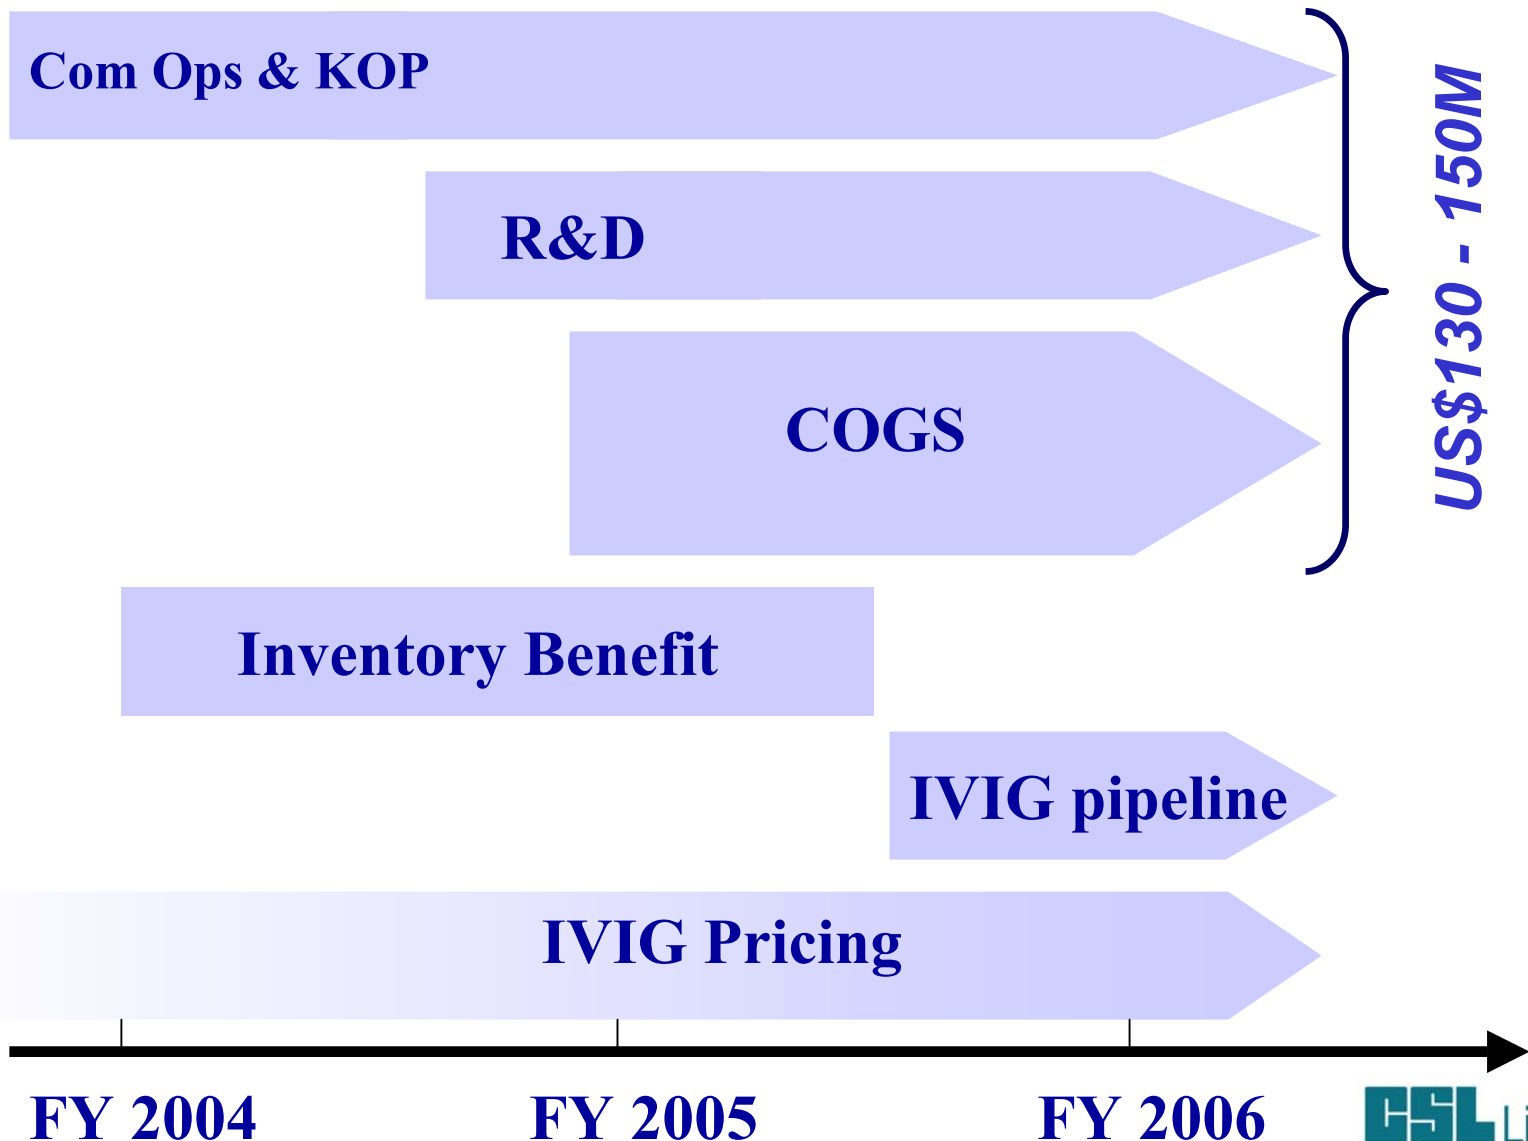 Com Ops & KOP
R&D
COGS
US$130 - 150M
Inventory Benefit
IVIG pipeline
IVIG Pricing
FY 2004
FY 2005
FY 2006
CSL